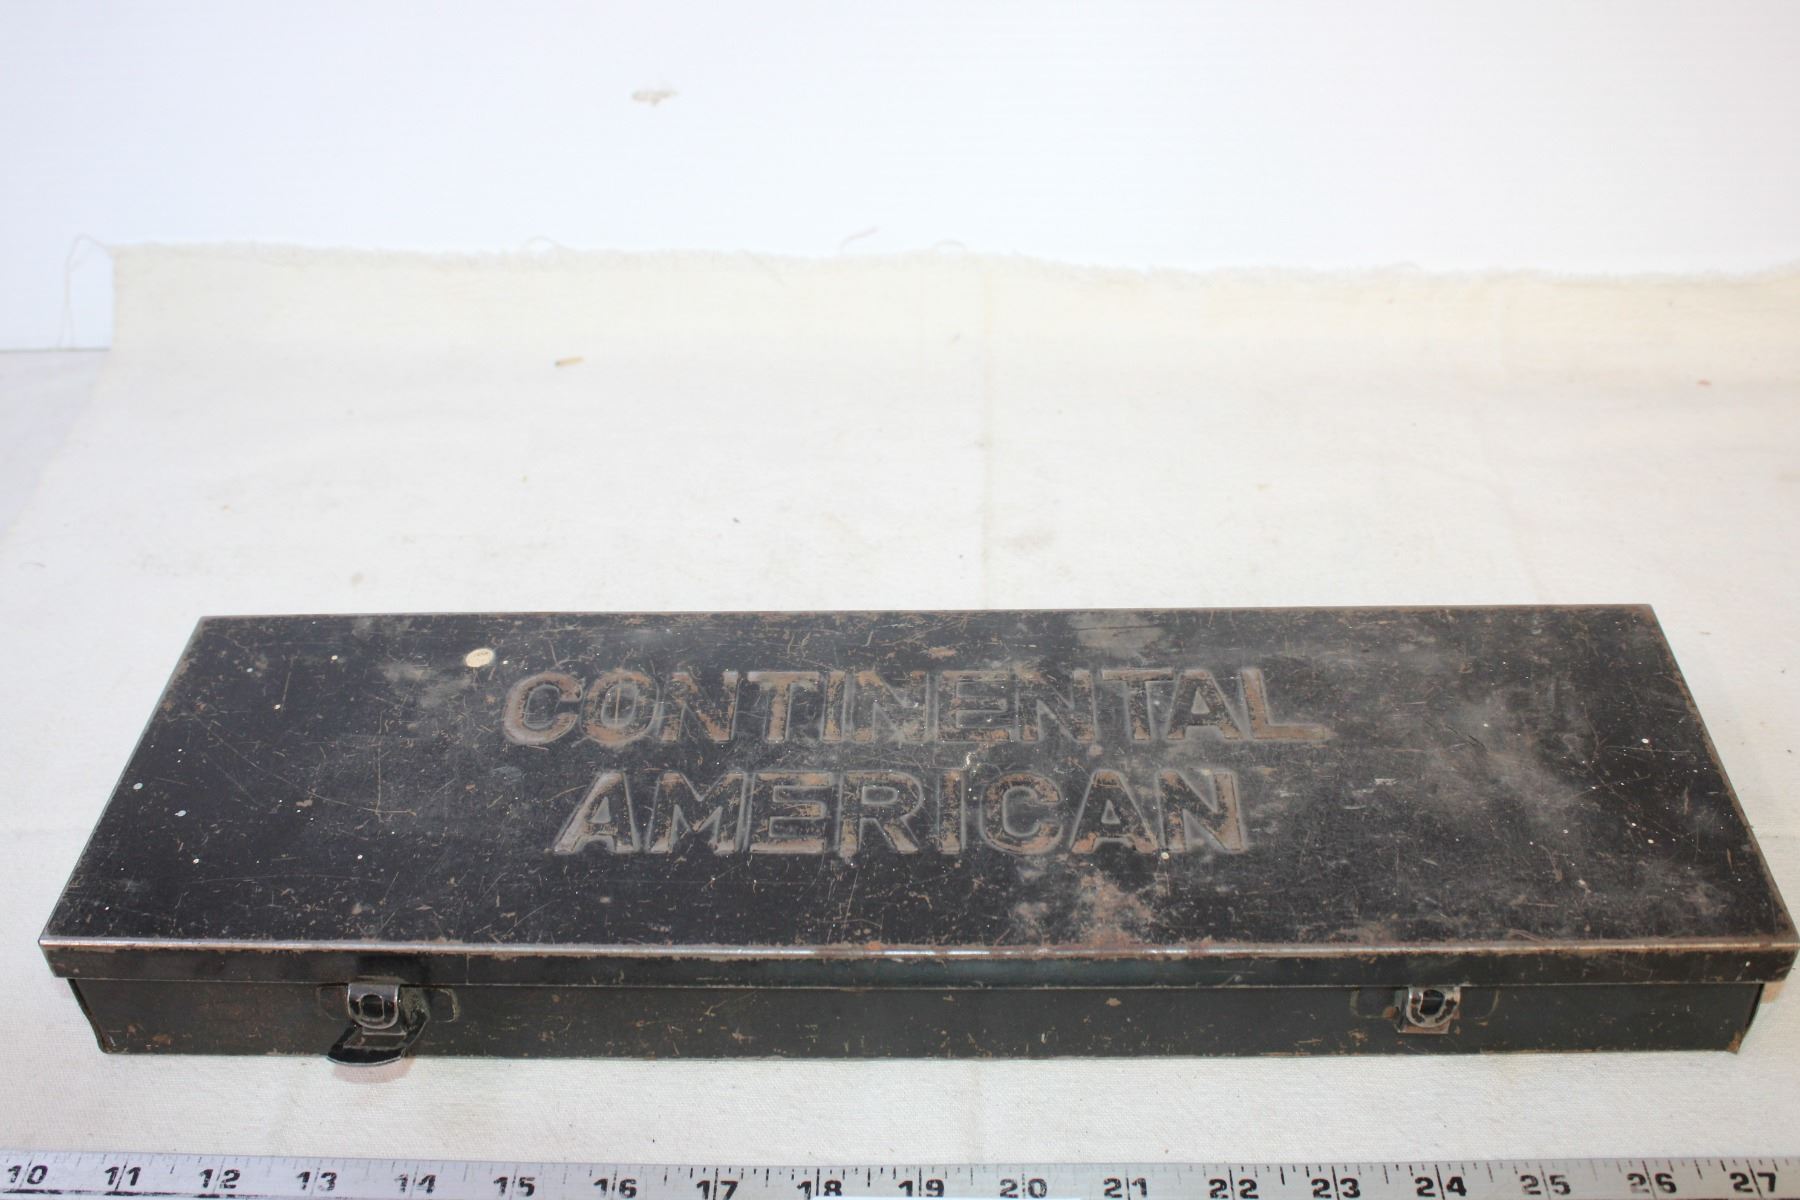 CONTINENTAL
AMERICAN
10 11 12 13 14 15 16 17 18 19 20 21 22 23 24 25 26 27